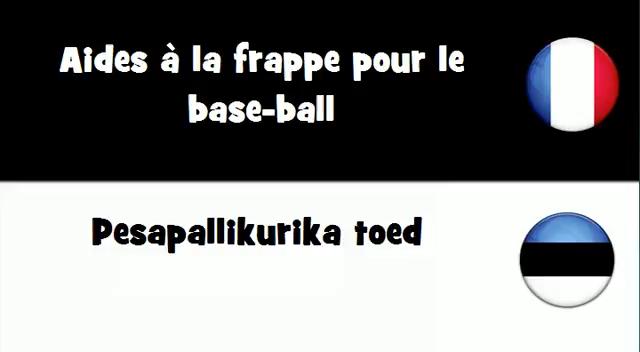 Aides à la frappe pour le
base-ball
Pesapallikurika toed